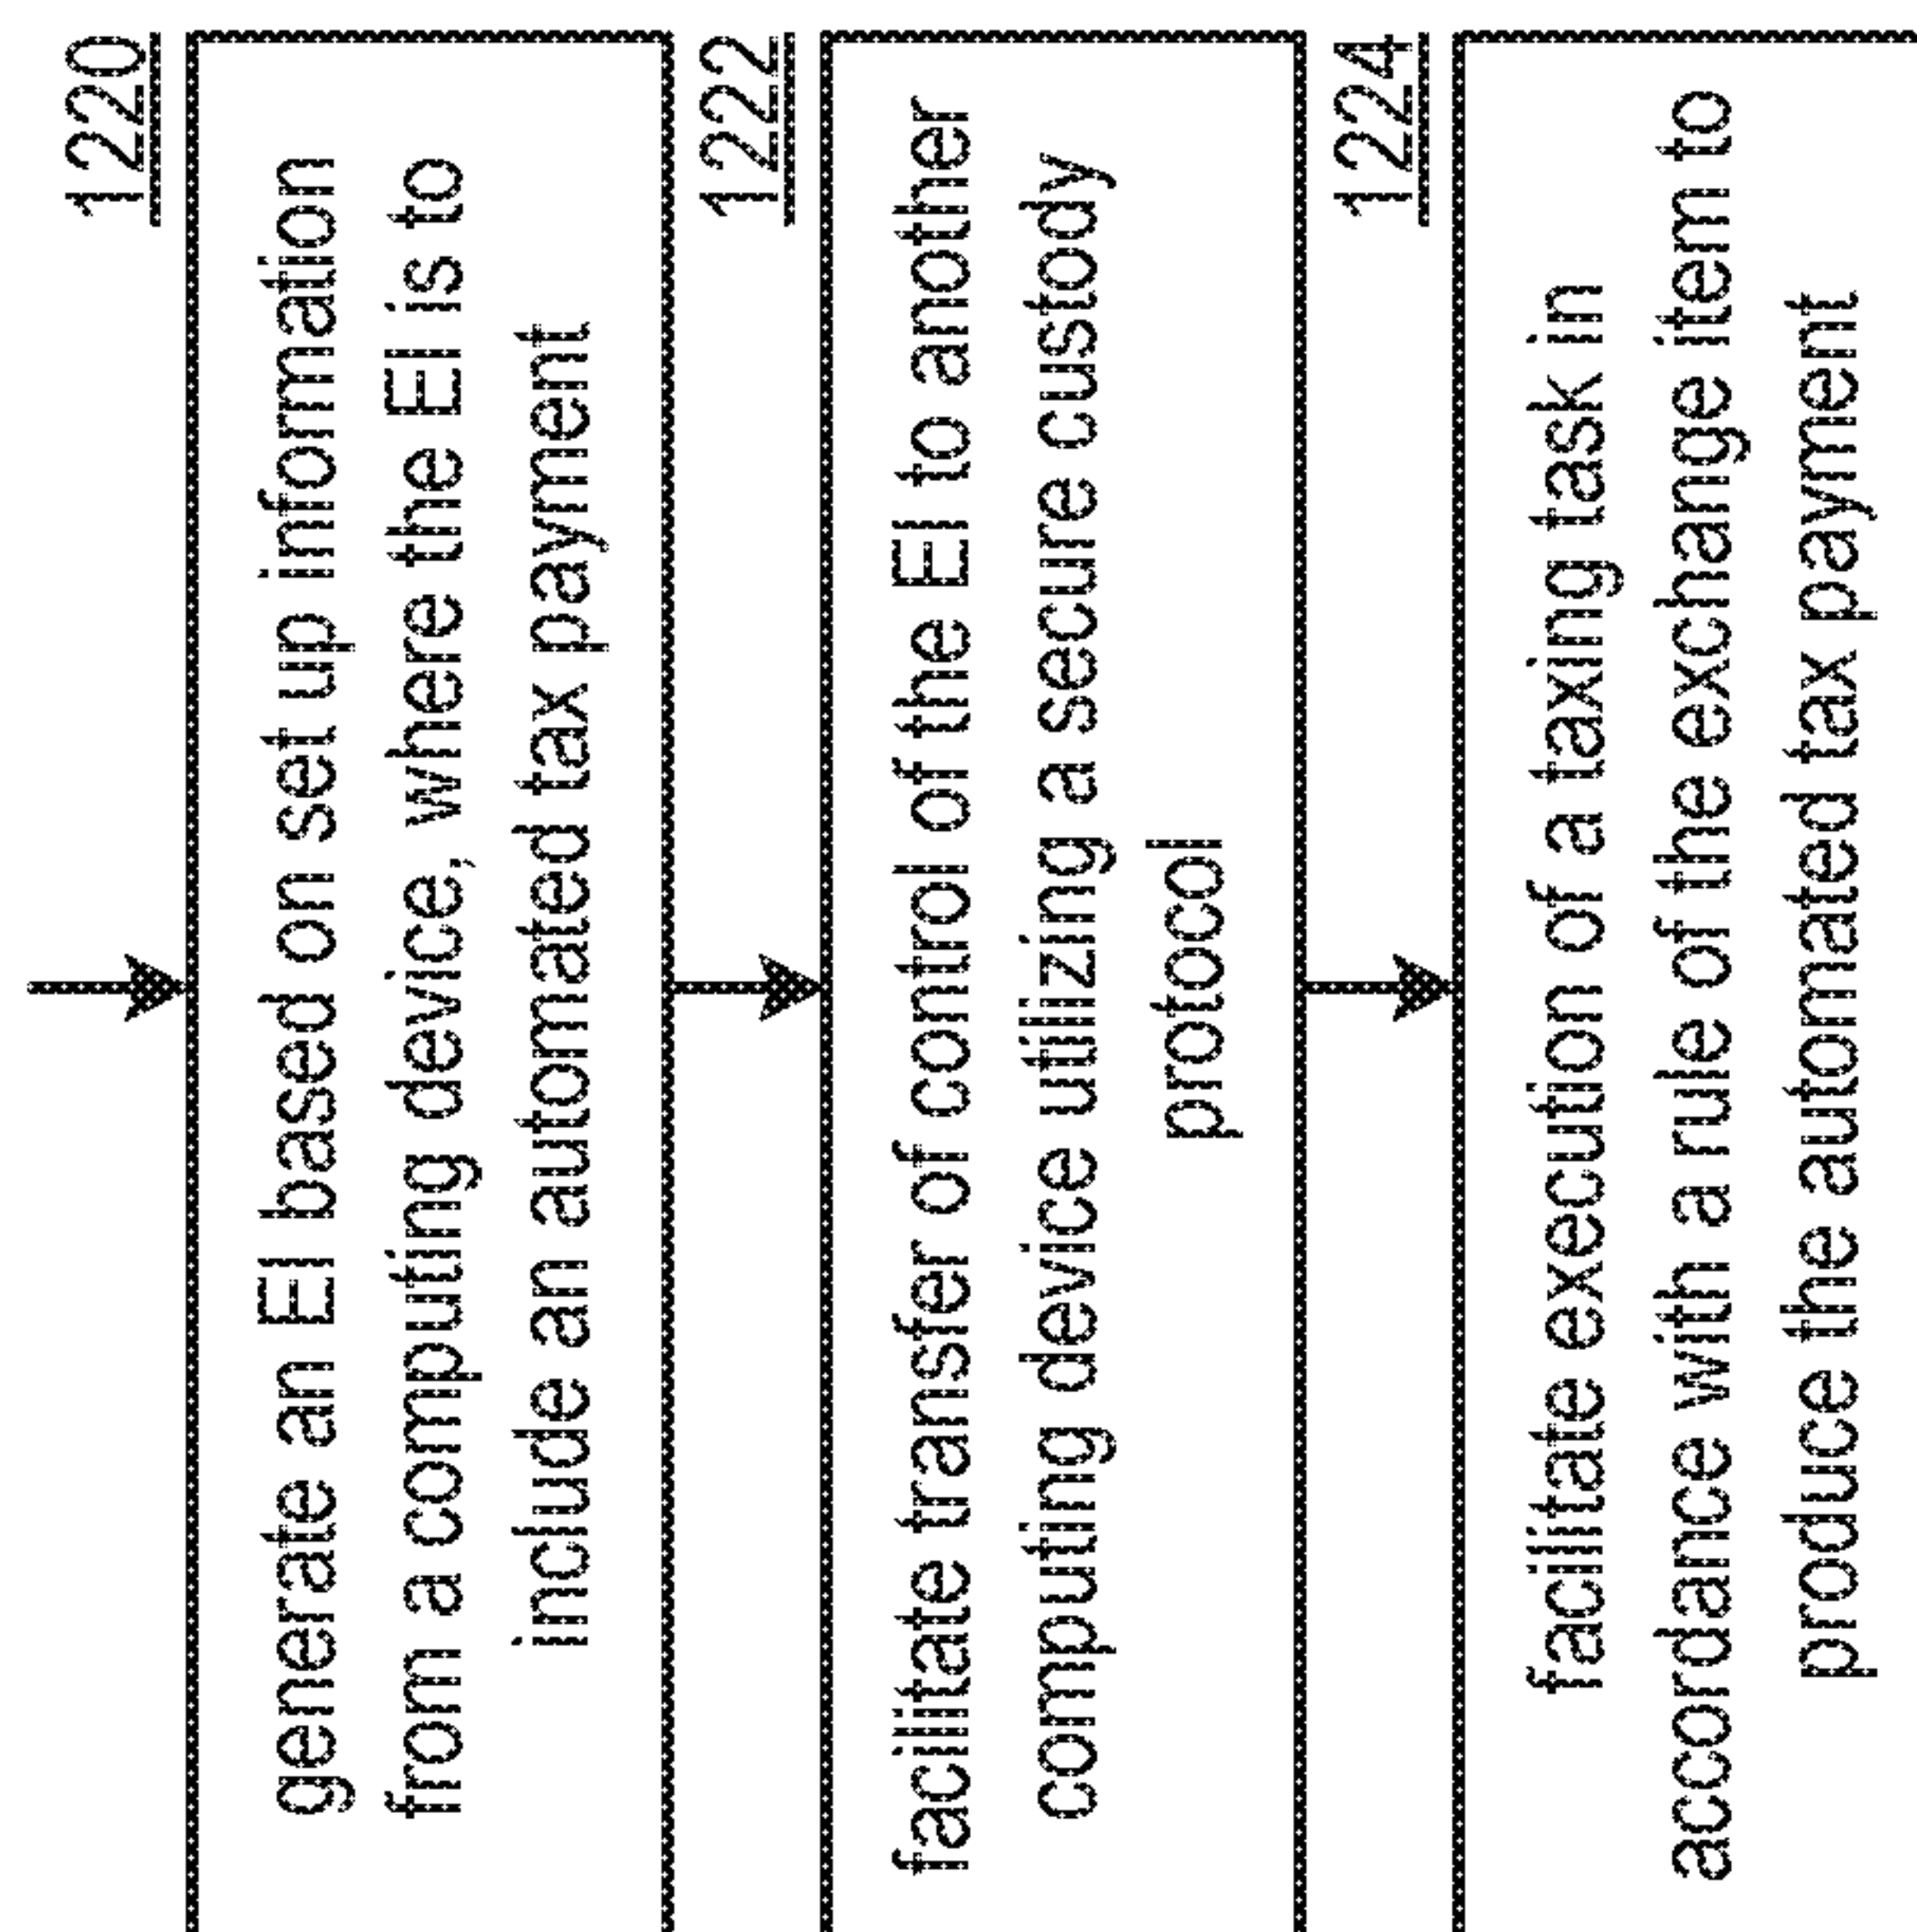 1220
generate an EI based on set up information
from a computing device, where the EI is to
include an automated tax payment
1222
facilitate transfer of control of the EI to another
computing device utilizing a secure custody
protocol
1224
facilitate execution of a taxing task in
accordance with a rule of the exchange item to
produce the automated tax payment